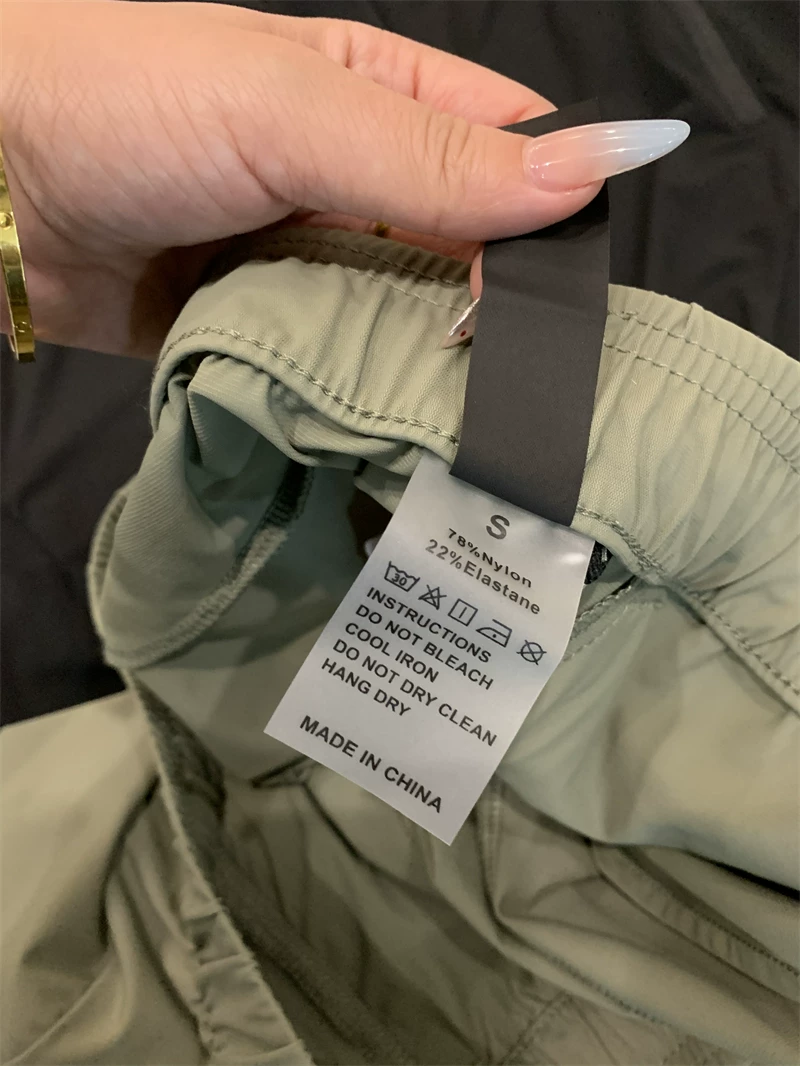 S
78%Nylon
22%Elastane
30
INSTRUCTIONS
DO NOT BLEACH
COOL IRON
DO NOT DRY CLEAN
HANG DRY
MADE IN CHINA